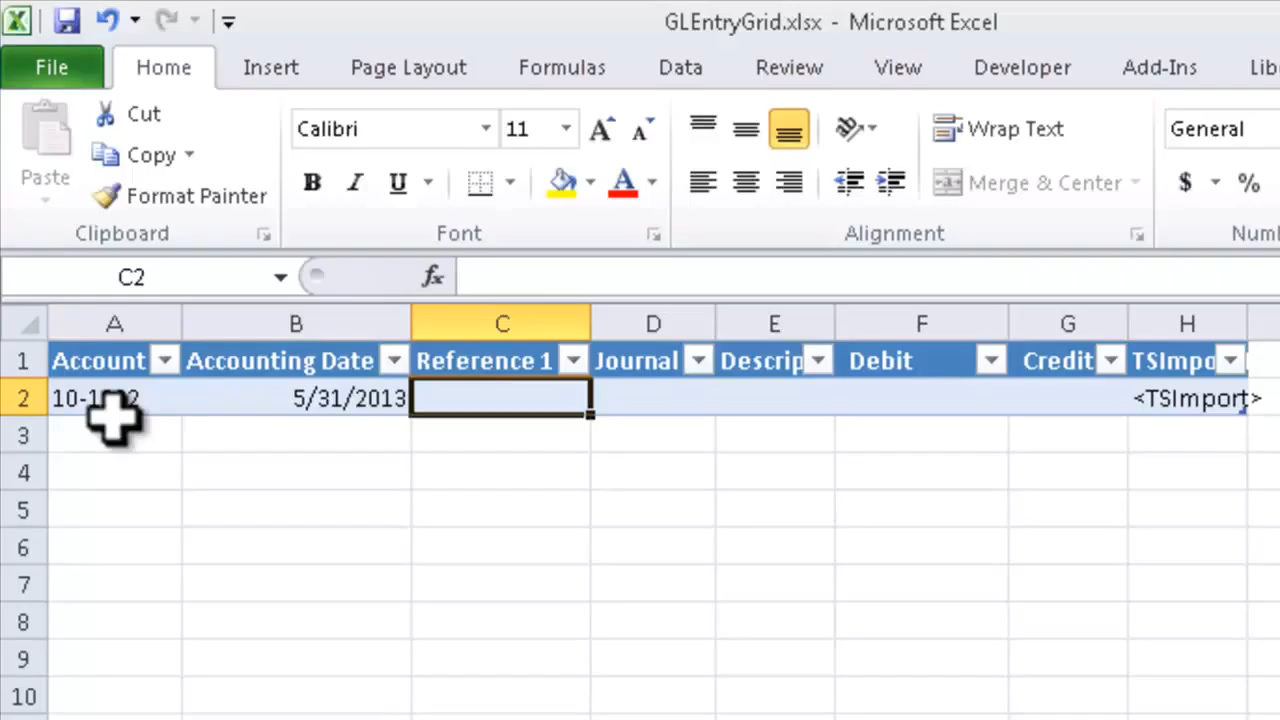 GLEntryGrid.xlsx - Microsoft Excel
File Home Insert Page Layout Formulas Data Review View Developer Add-Ins
Cut
Calibri 11 Wrap Text General
Copy
Paste B I U Merge & Center $ %
Format Painter
Clipboard Font Alignment
C2 fx
A B C D E F G H
1 Account Accounting Date Reference 1 Journal Descrip Debit Credit TSImpo
2 5/31/2013 <TSImport>
3
4
5
6
7
8
9
10